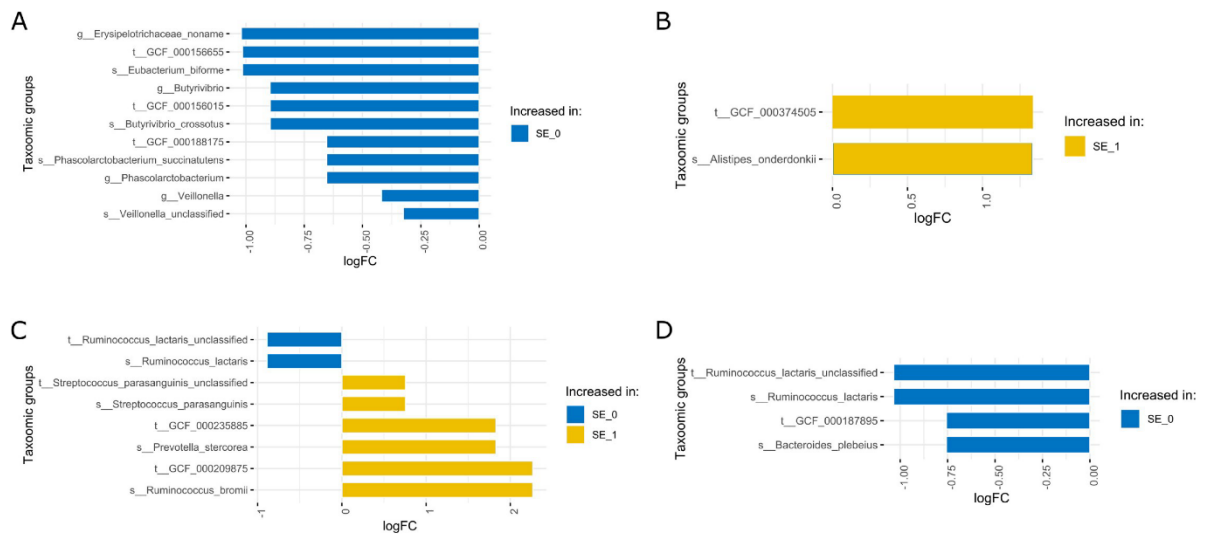 A
Taxoomic groups
g__Erysipelotrichaceae_noname
t__GCF_000156655
s__Eubacterium_biforme
g__Butyrivibrio
t__GCF_000156015
s__Butyrivibrio_crossotus
t__GCF_000188175
s__Phascolarctobacterium_succinatutens
g__Phascolarctobacterium
g__Veillonella
s__Veillonella_unclassified
-1.00
-0.75
-0.50
-0.25
0.00
logFC
Increased in:
SE_0
B
Taxoomic groups
t__GCF_000374505
s__Alistipes_onderdonkii
0.0
0.5
1.0
logFC
Increased in:
SE_1
C
Taxoomic groups
t__Ruminococcus_lactaris_unclassified
s__Ruminococcus_lactaris
t__Streptococcus_parasanguinis_unclassified
s__Streptococcus_parasanguinis
t__GCF_000235885
s__Prevotella_stercorea
t__GCF_000209875
s__Ruminococcus_bromii
-1
0
1
2
logFC
Increased in:
SE_0
SE_1
D
Taxoomic groups
t__Ruminococcus_lactaris_unclassified
s__Ruminococcus_lactaris
t__GCF_000187895
s__Bacteroides_plebeius
-1.00
-0.75
-0.50
-0.25
0.00
logFC
Increased in:
SE_0